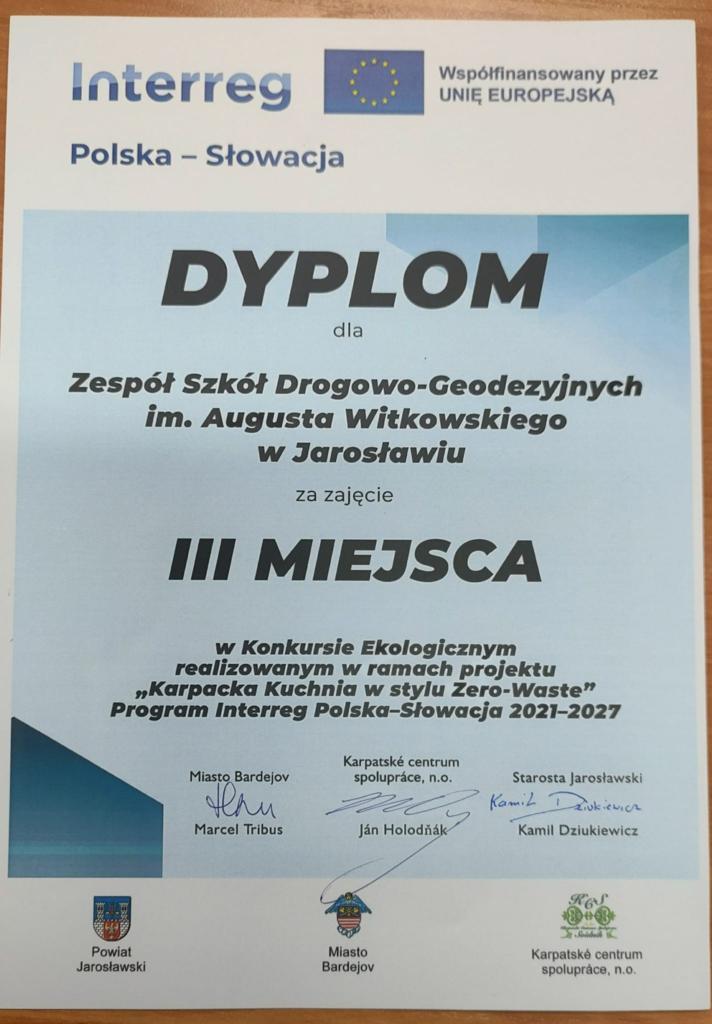 Interreg
Współfinansowany przez
UNIĘ EUROPEJSKĄ
Polska – Słowacja
DYPLOM
dla
Zespół Szkół Drogowo-Geodezyjnych
im. Augusta Witkowskiego
w Jarosławiu
za zajęcie
III MIEJSCA
w Konkursie Ekologicznym
realizowanym w ramach projektu
„Karpacka Kuchnia w stylu Zero-Waste”
Program Interreg Polska–Słowacja 2021–2027
Miasto Bardejov
Marcel Tribus
Karpatské centrum
spolupráce, n.o.
Ján Holodňák
Starosta Jarosławski
Kamil Dziukiewicz
Kamil Dziukiewicz
Powiat
Jarosławski
Miasto
Bardejov
KCS
Karpatské centrum
spolupráce, n.o.